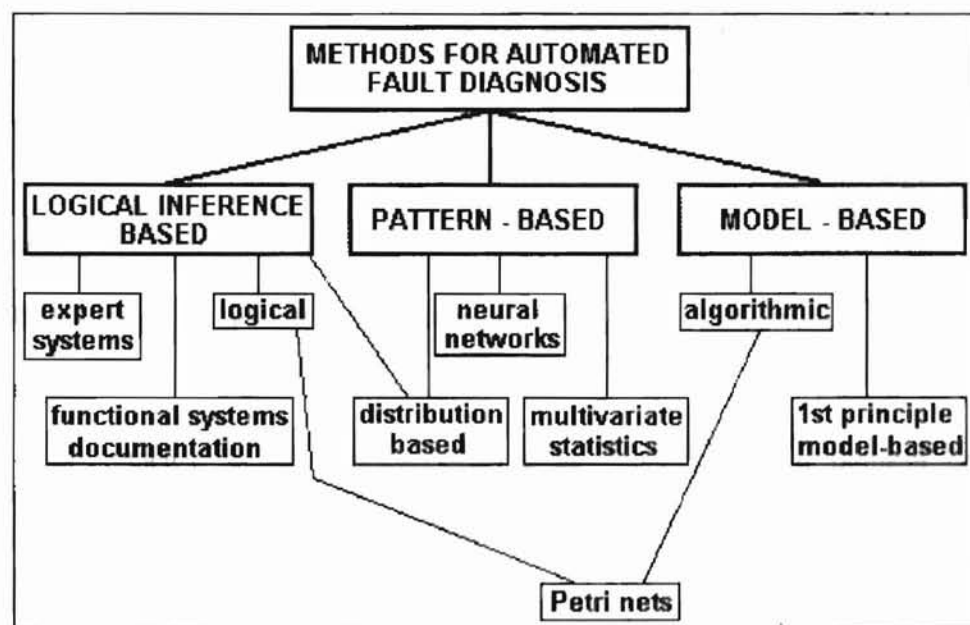 METHODS FOR AUTOMATED
FAULT DIAGNOSIS
LOGICAL INFERENCE
BASED
PATTERN - BASED
MODEL - BASED
expert
systems
logical
neural
networks
algorithmic
functional systems
documentation
distribution
based
multivariate
statistics
1st principle
model-based
Petri nets